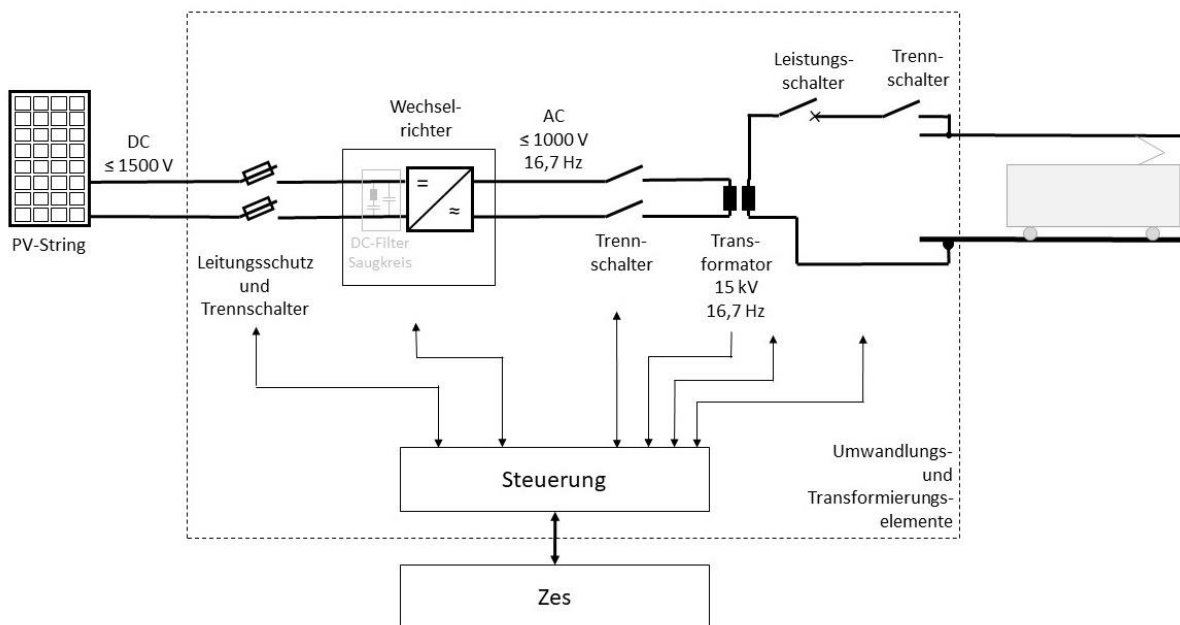 Leistungs-
schalter
Trenn-
schalter
Wechsel-
richter
DC
≤ 1500 V
AC
≤ 1000 V
16,7 Hz
=
≈
DC-Filter
Saugkreis
PV-String
Leitungsschutz
und
Trennschalter
Trenn-
schalter
Trans-
formator
15 kV
16,7 Hz
Steuerung
Umwandlungs-
und
Transformierungs-
elemente
Zes